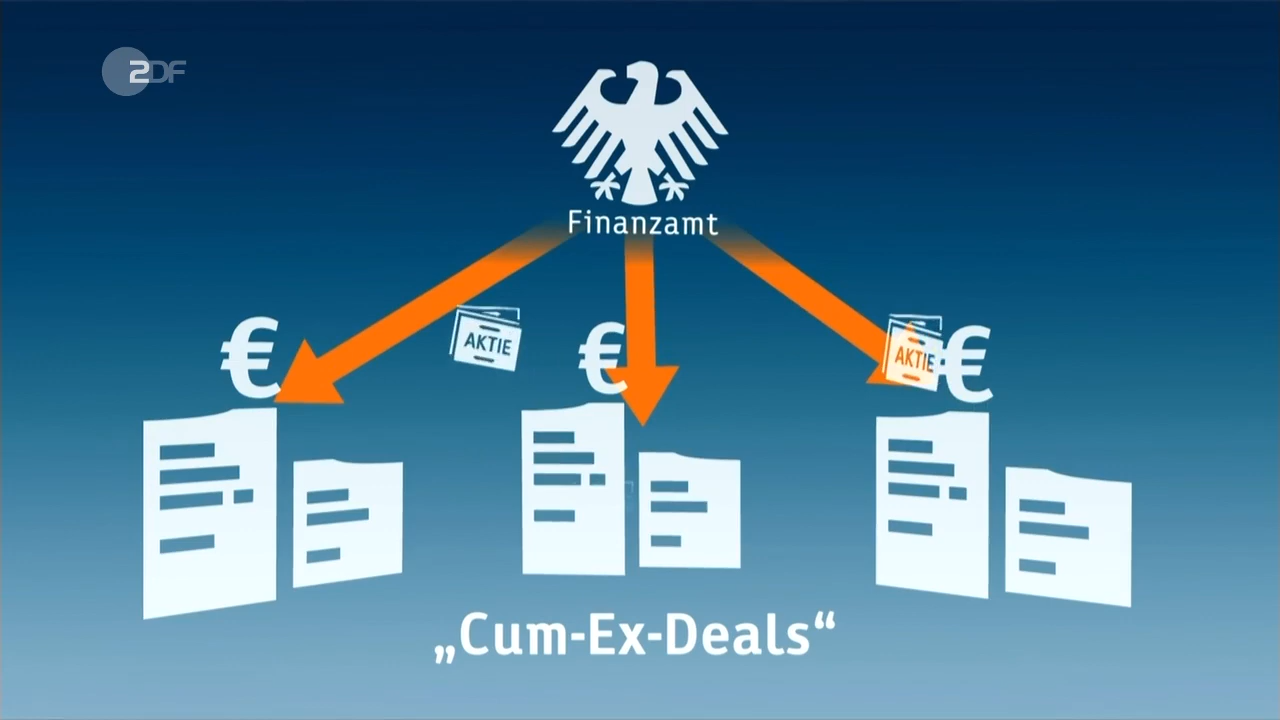 ZDF
Finanzamt
€
AKTIE
€
AKTIE
€
„Cum-Ex-Deals“